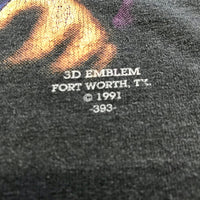 3D EMBLEM
FORT WORTH, TX.
© 1991
-393-